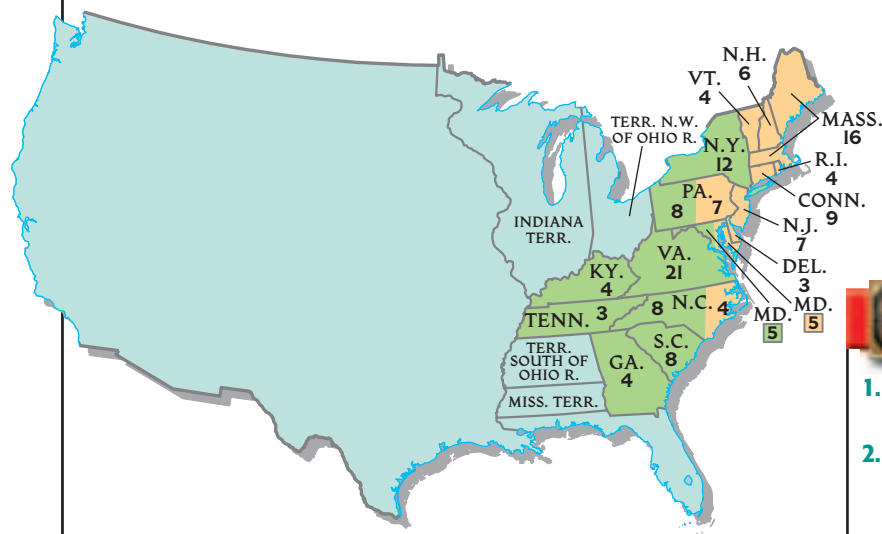 N.H.
6
VT.
4
MASS.
16
TERR. N.W.
OF OHIO R.
N.Y.
12
R.I.
4
CONN.
9
PA.
8 7
N.J.
7
INDIANA
TERR.
VA.
21
DEL.
3
KY.
4
MD.
5
MD.
5
TENN. 3
8 N.C. 4
TERR.
SOUTH OF
OHIO R.
S.C.
8
GA.
4
MISS. TERR.
1.
2.